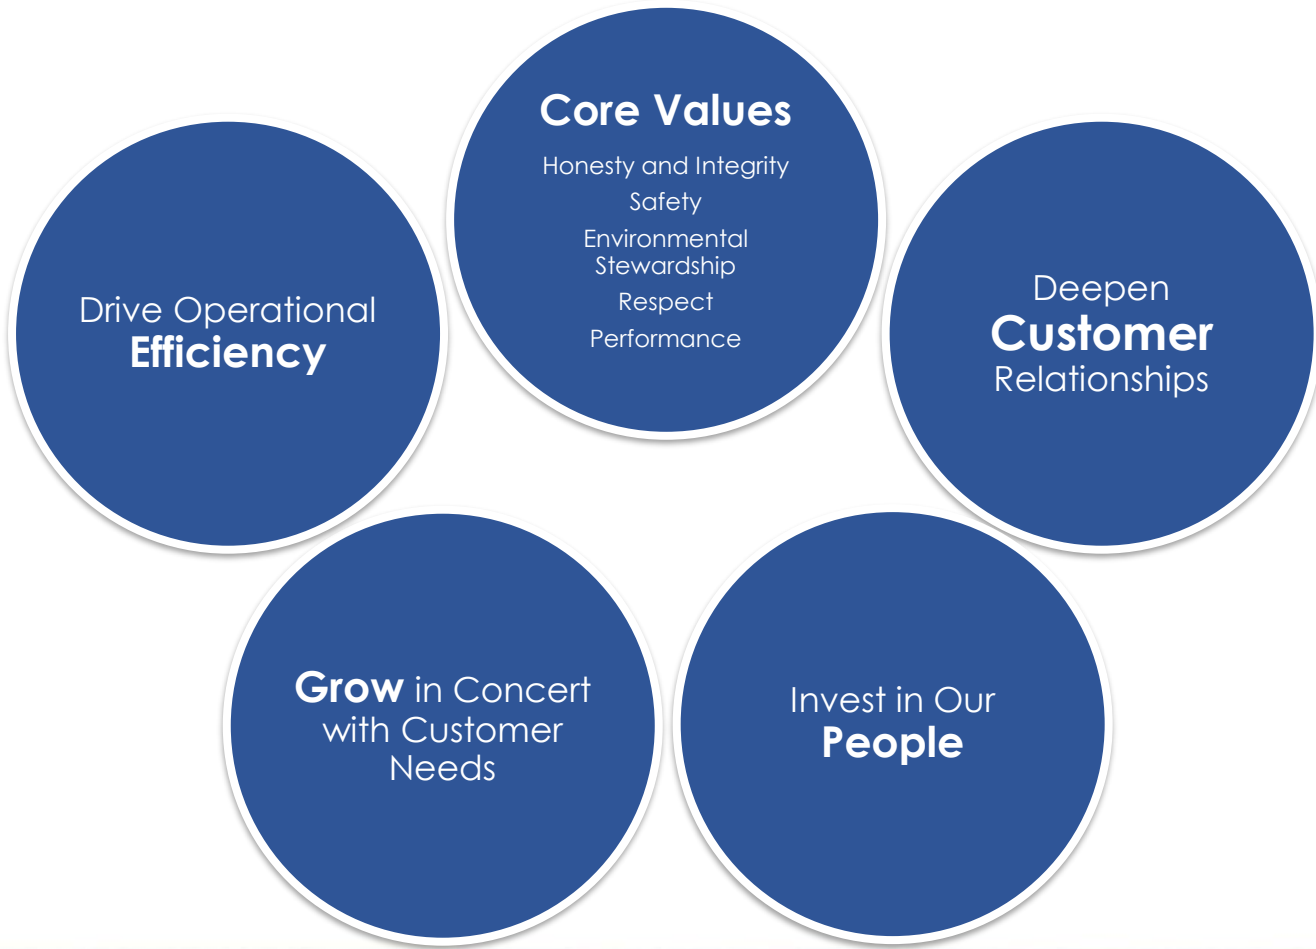 Core Values
Honesty and Integrity
Safety
Environmental
Stewardship
Respect
Performance
Drive Operational
Efficiency
Deepen
Customer
Relationships
Grow in Concert
with Customer
Needs
Invest in Our
People